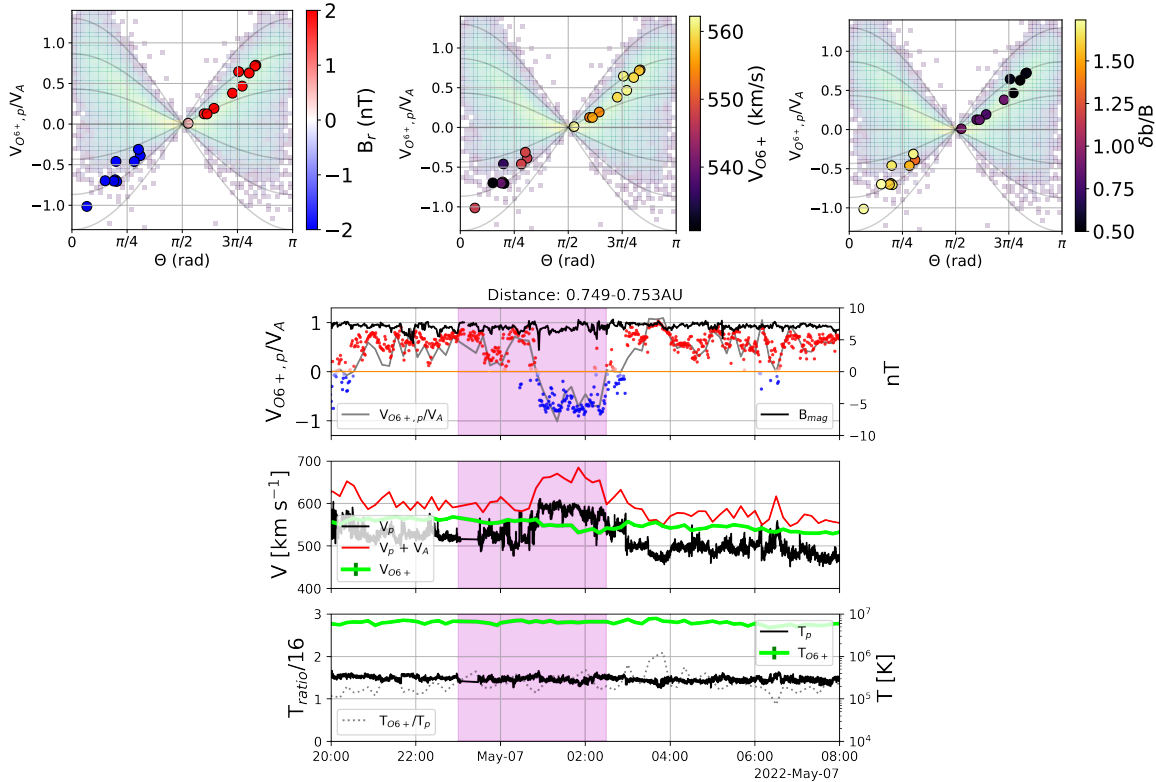 1.0
0.5
0.0
−0.5
−1.0
V_{O^{6+},p}/V_A
0 π/4 π/2 3π/4 π
Θ (rad)
2
1
0
−1
−2
B_r (nT)
1.0
0.5
0.0
−0.5
−1.0
V_{O^{6+},p}/V_A
0 π/4 π/2 3π/4 π
Θ (rad)
560
550
540
V_{O6+} (km/s)
1.0
0.5
0.0
−0.5
−1.0
V_{O^{6+},p}/V_A
0 π/4 π/2 3π/4 π
Θ (rad)
1.50
1.25
1.00
0.75
0.50
δb/B
Distance: 0.749-0.753AU
V_{O6+,p}/V_A
1
0
−1
V_{O6+,p}/V_A
B_{mag}
10
5
0
−5
−10
nT
V [km s^{−1}]
700
600
500
400
V_p
V_p + V_A
V_{O6+}
T_{ratio}/16
3
2
1
0
T_{O6+}/T_p
T_p
T_{O6+}
10^7
10^6
10^5
10^4
T [K]
20:00 22:00 May-07 02:00 04:00 06:00 08:00
2022-May-07